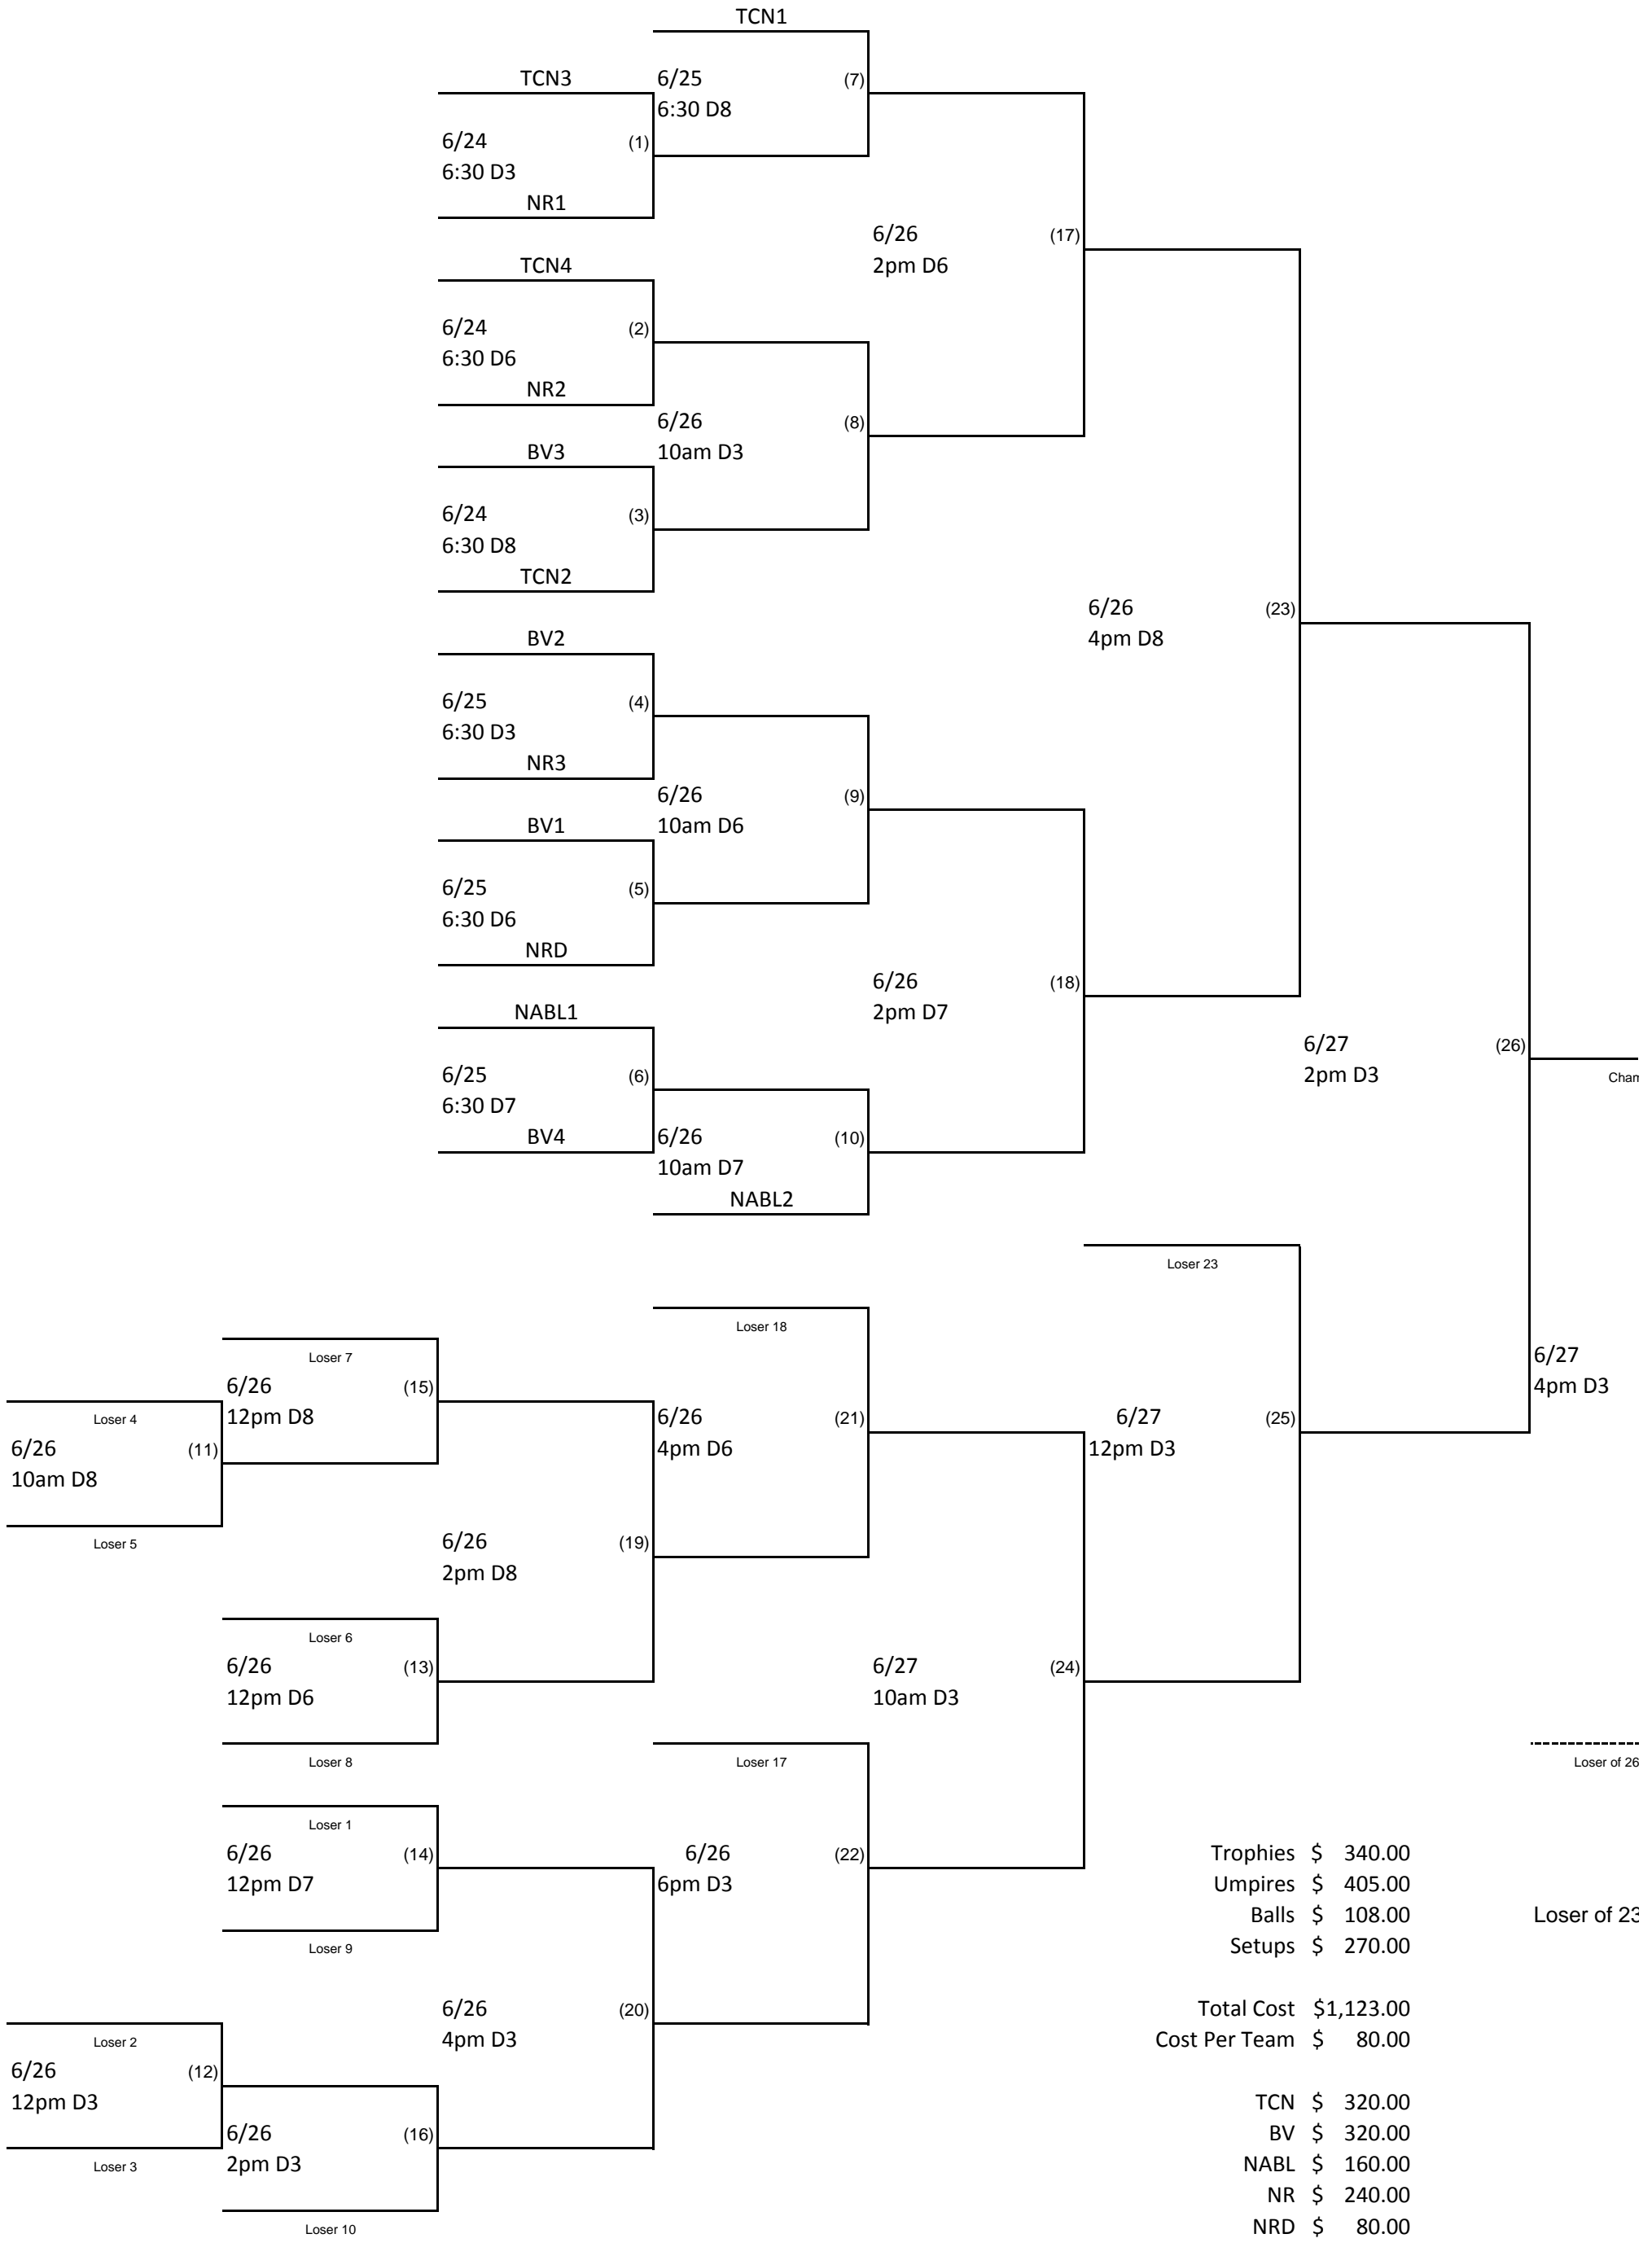 TCN1
TCN3
6/25 (7)
6:30 D8
6/24 (1)
6:30 D3
NR1
6/26 (17)
2pm D6
TCN4
6/24 (2)
6:30 D6
NR2
6/26 (8)
10am D3
BV3
6/24 (3)
6:30 D8
TCN2
6/26 (23)
4pm D8
BV2
6/25 (4)
6:30 D3
NR3
6/26 (9)
10am D6
BV1
6/25 (5)
6:30 D6
NRD
6/26 (18)
2pm D7
NABL1
6/27 (26)
2pm D3
Cham
6/25 (6)
6:30 D7
BV4
6/26 (10)
10am D7
NABL2
Loser 23
Loser 18
Loser 7
6/27
4pm D3
6/26 (15)
12pm D8
Loser 4
6/26 (21)
4pm D6
6/27 (25)
12pm D3
6/26 (11)
10am D8
Loser 5
6/26 (19)
2pm D8
Loser 6
6/26 (13)
12pm D6
6/27 (24)
10am D3
Loser 8
Loser 17
Loser of 26
Loser 1
6/26 (14)
12pm D7
6/26 (22)
6pm D3
Trophies $ 340.00
Umpires $ 405.00
Balls $ 108.00
Loser of 23
Setups $ 270.00
Loser 9
6/26 (20)
4pm D3
Total Cost $1,123.00
Cost Per Team $ 80.00
Loser 2
6/26 (12)
12pm D3
Loser 3
6/26 (16)
2pm D3
Loser 10
TCN $ 320.00
BV $ 320.00
NABL $ 160.00
NR $ 240.00
NRD $ 80.00